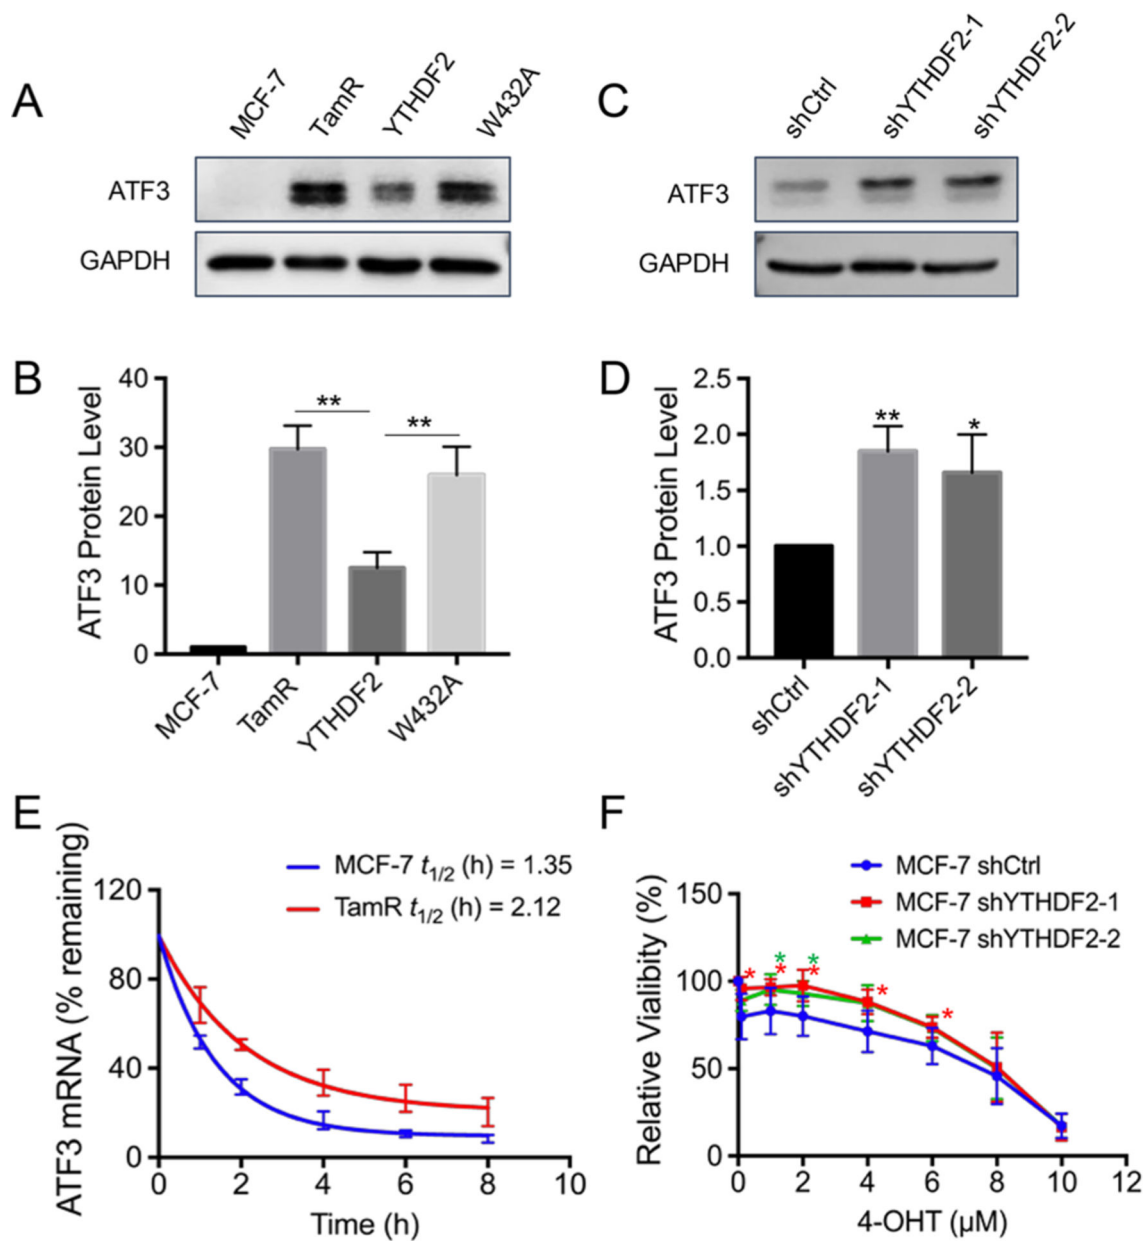 A
MCF-7
TamR
YTHDF2
W432A
ATF3
GAPDH
C
shCtrl
shYTHDF2-1
shYTHDF2-2
ATF3
GAPDH
B
ATF3 Protein Level
40
30
20
10
0
**
**
MCF-7
TamR
YTHDF2
W432A
D
ATF3 Protein Level
2.5
2.0
1.5
1.0
0.5
0.0
**
*
shCtrl
shYTHDF2-1
shYTHDF2-2
E
ATF3 mRNA (% remaining)
MCF-7 t1/2 (h) = 1.35
TamR t1/2 (h) = 2.12
120
80
40
0
0 2 4 6 8 10
Time (h)
F
Relative Vialibity (%)
MCF-7 shCtrl
MCF-7 shYTHDF2-1
MCF-7 shYTHDF2-2
150
100
50
0
* * * * * * *
0 2 4 6 8 10
4-OHT (µM)